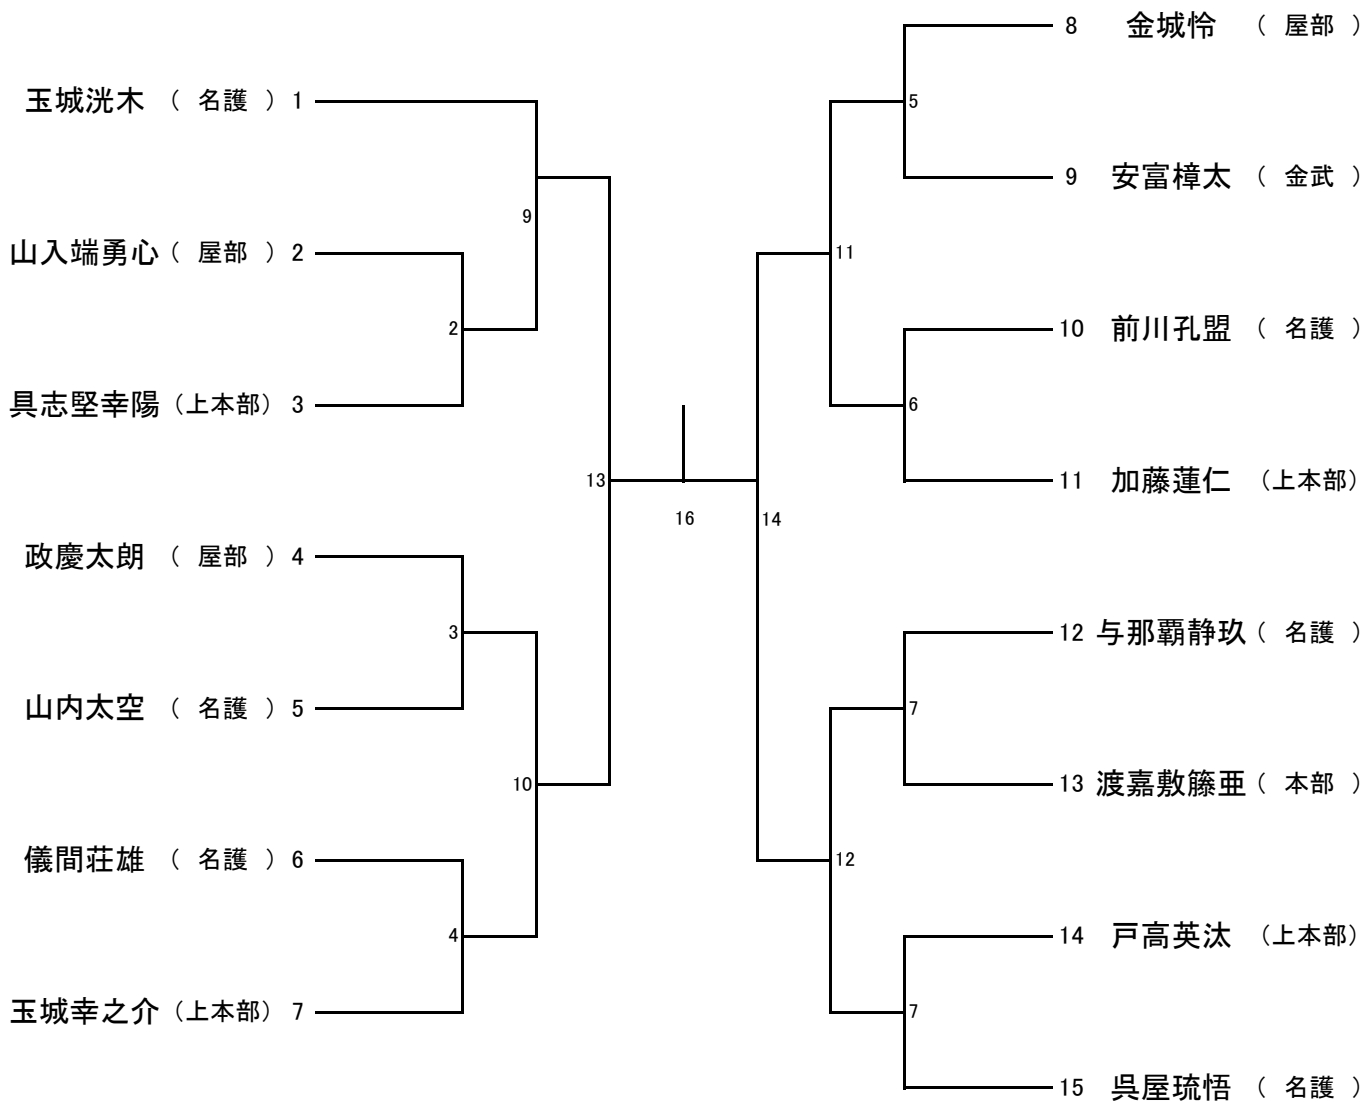 玉城洸木 （ 名護 ） 1
山入端勇心 （ 屋部 ） 2
具志堅幸陽 （上本部） 3
政慶太朗 （ 屋部 ） 4
山内太空 （ 名護 ） 5
儀間荘雄 （ 名護 ） 6
玉城幸之介 （上本部） 7
9
2
3
10
4
13
16
14
11
12
5
6
7
7
8 金城怜 （ 屋部 ）
9 安富樟太 （ 金武 ）
10 前川孔盟 （ 名護 ）
11 加藤蓮仁 （上本部）
12 与那覇静玖 （ 名護 ）
13 渡嘉敷籐亜 （ 本部 ）
14 戸高英汰 （上本部）
15 呉屋琉悟 （ 名護 ）